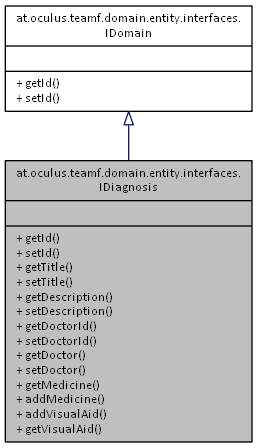 at.oculus.teamf.domain.entity.interfaces.
IDomain
+ getId()
+ setId()
at.oculus.teamf.domain.entity.interfaces.
IDiagnosis
+ getId()
+ setId()
+ getTitle()
+ setTitle()
+ getDescription()
+ setDescription()
+ getDoctorId()
+ setDoctorId()
+ getDoctor()
+ setDoctor()
+ getMedicine()
+ addMedicine()
+ addVisualAid()
+ getVisualAid()